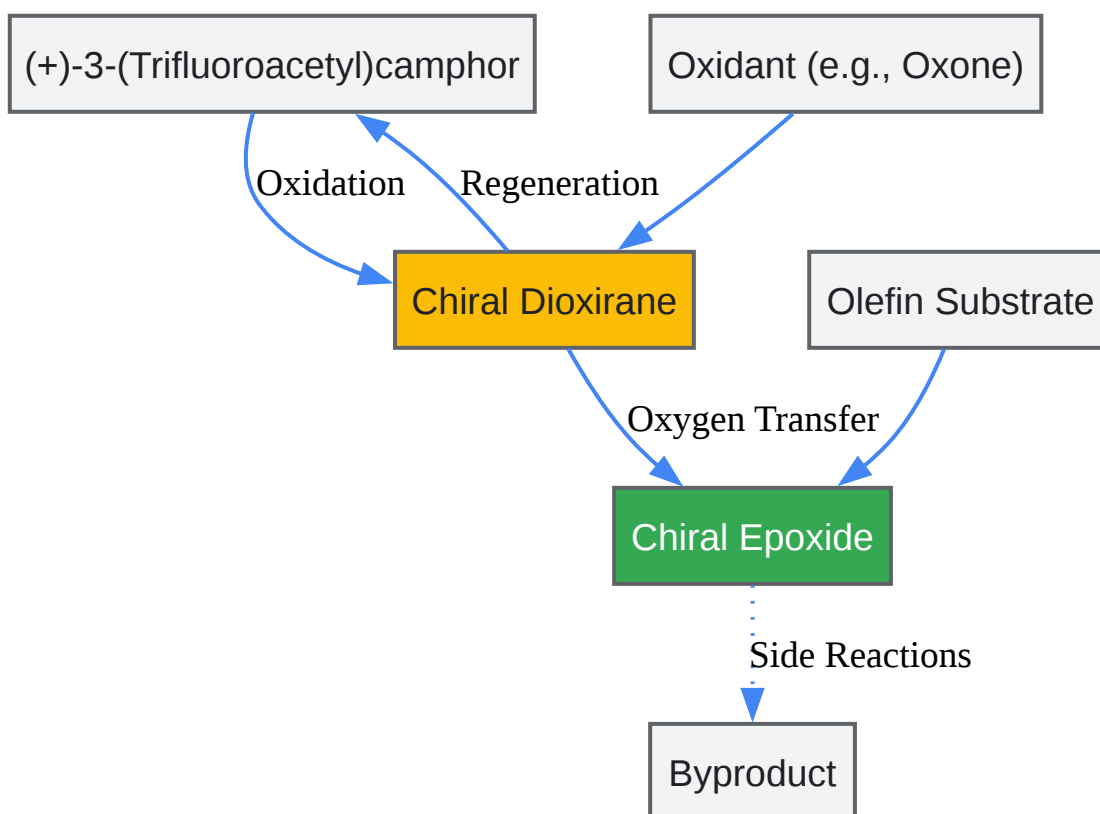 (+)-3-(Trifluoroacetyl)camphor
Oxidant (e.g., Oxone)
Oxidation
Regeneration
Chiral Dioxirane
Olefin Substrate
Oxygen Transfer
Chiral Epoxide
Side Reactions
Byproduct